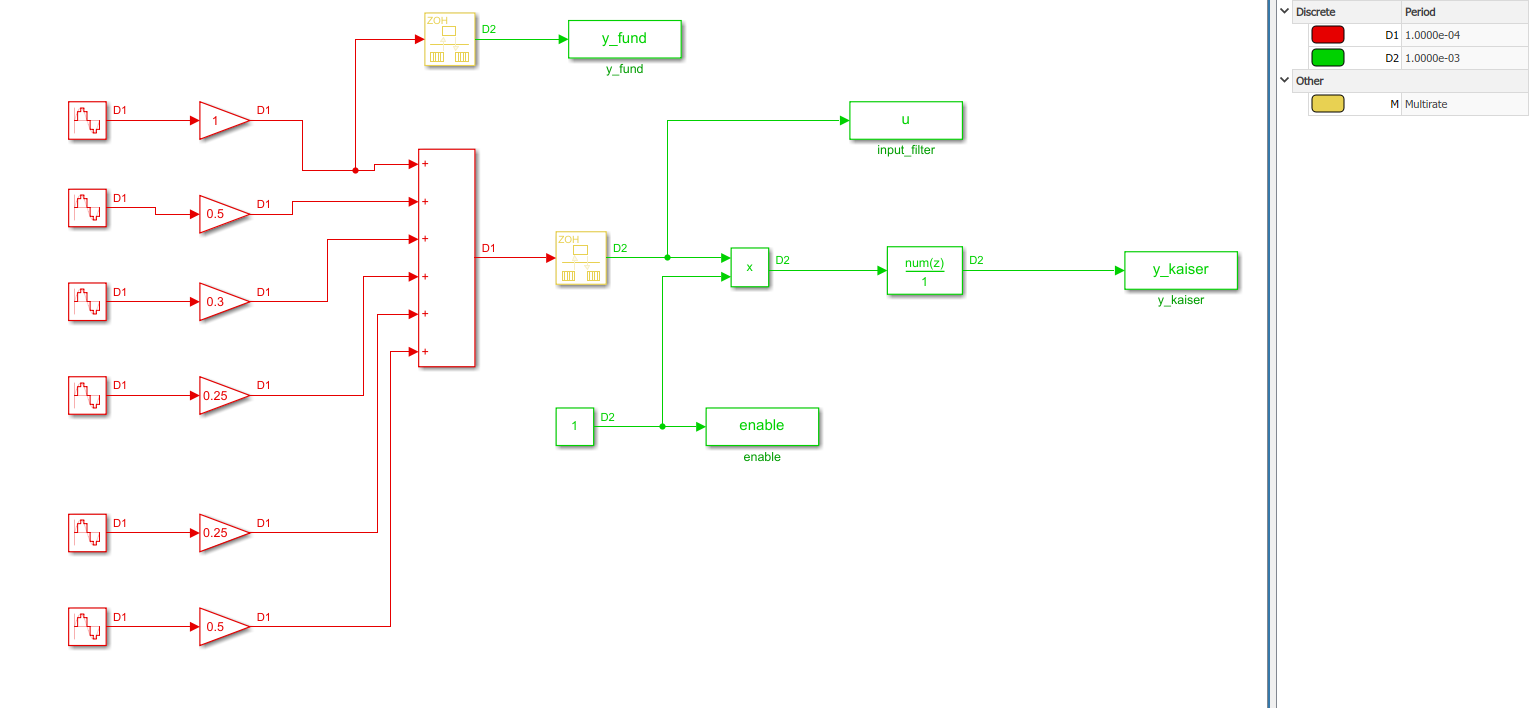 ZOH
D2
y_fund
y_fund
D1
1
D1
D1
0.5
D1
D1
0.3
D1
D1
0.25
D1
D1
0.25
D1
D1
0.5
D1
+
+
+
+
+
+
D1
ZOH
D2
u
input_filter
x
D2
num(z)
1
D2
y_kaiser
y_kaiser
1
D2
enable
enable
Discrete Period
D1 1.0000e-04
D2 1.0000e-03
Other
M Multirate